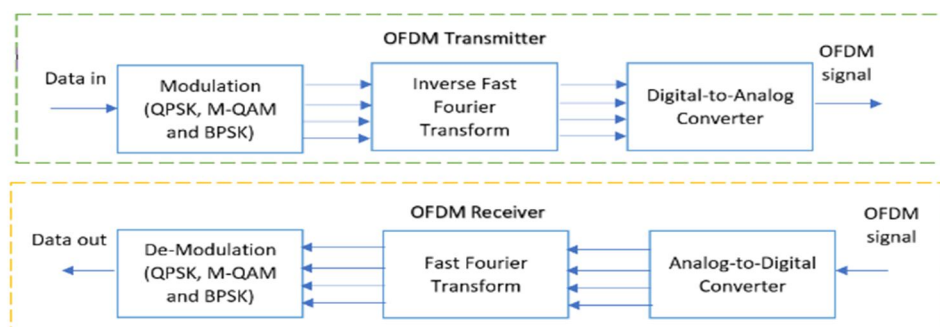 OFDM Transmitter
Data in
Modulation
(QPSK, M-QAM
and BPSK)
Inverse Fast
Fourier
Transform
Digital-to-Analog
Converter
OFDM
signal
OFDM Receiver
Data out
De-Modulation
(QPSK, M-QAM
and BPSK)
Fast Fourier
Transform
Analog-to-Digital
Converter
OFDM
signal